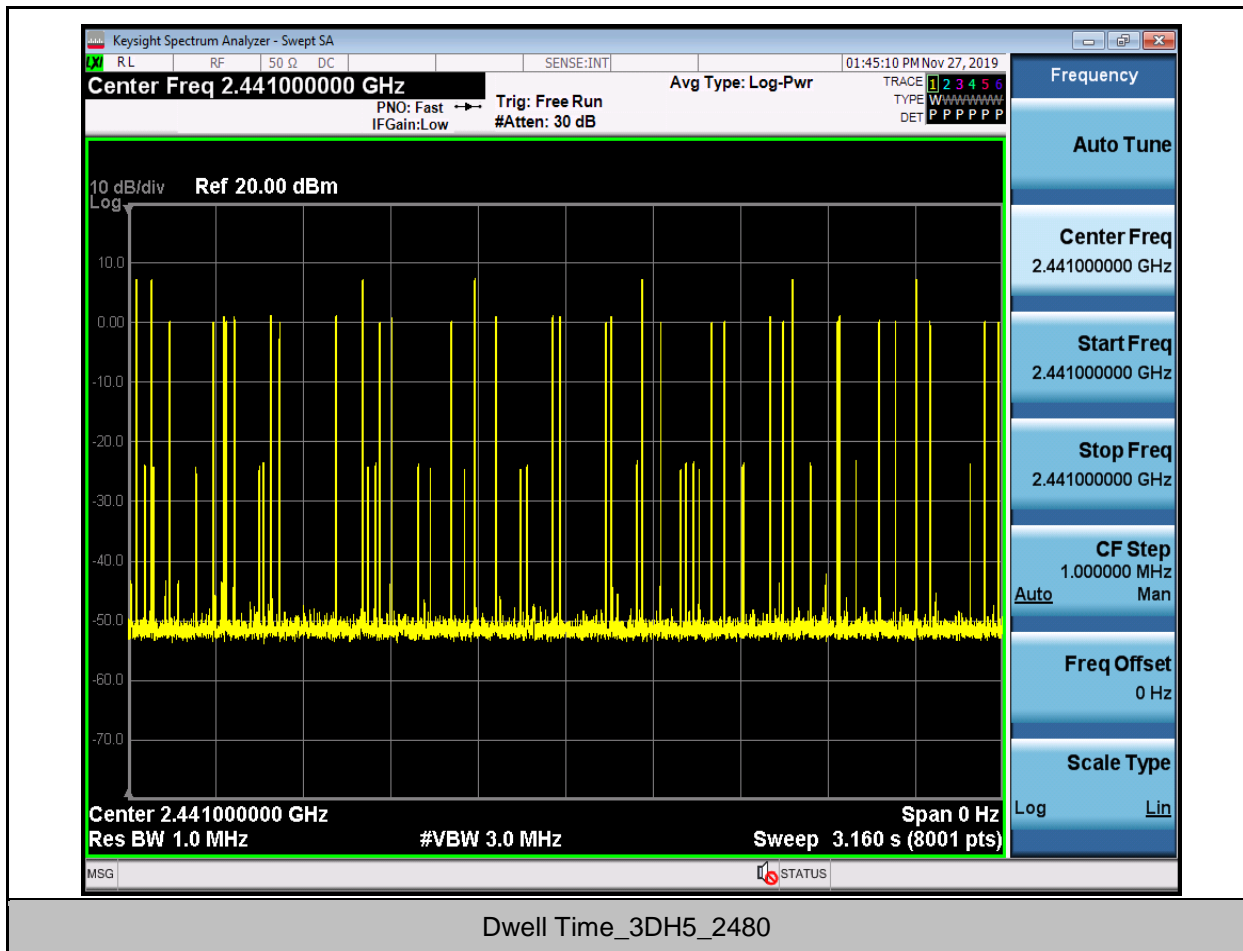 Keysight Spectrum Analyzer - Swept SA
LXI RL RF 50 Ω DC SENSE:INT 01:45:10 PM Nov 27, 2019
Center Freq 2.441000000 GHz
PNO: Fast
IFGain:Low
Trig: Free Run
#Atten: 30 dB
Avg Type: Log-Pwr
TRACE 1 2 3 4 5 6
TYPE WWWWWW
DET P P P P P P
10 dB/div
Log
Ref 20.00 dBm
10.0
0.00
-10.0
-20.0
-30.0
-40.0
-50.0
-60.0
-70.0
Center 2.441000000 GHz
Span 0 Hz
Res BW 1.0 MHz
#VBW 3.0 MHz
Sweep 3.160 s (8001 pts)
MSG
STATUS
Frequency
Auto Tune
Center Freq
2.441000000 GHz
Start Freq
2.441000000 GHz
Stop Freq
2.441000000 GHz
CF Step
1.000000 MHz
Auto Man
Freq Offset
0 Hz
Scale Type
Log Lin
Dwell Time_3DH5_2480